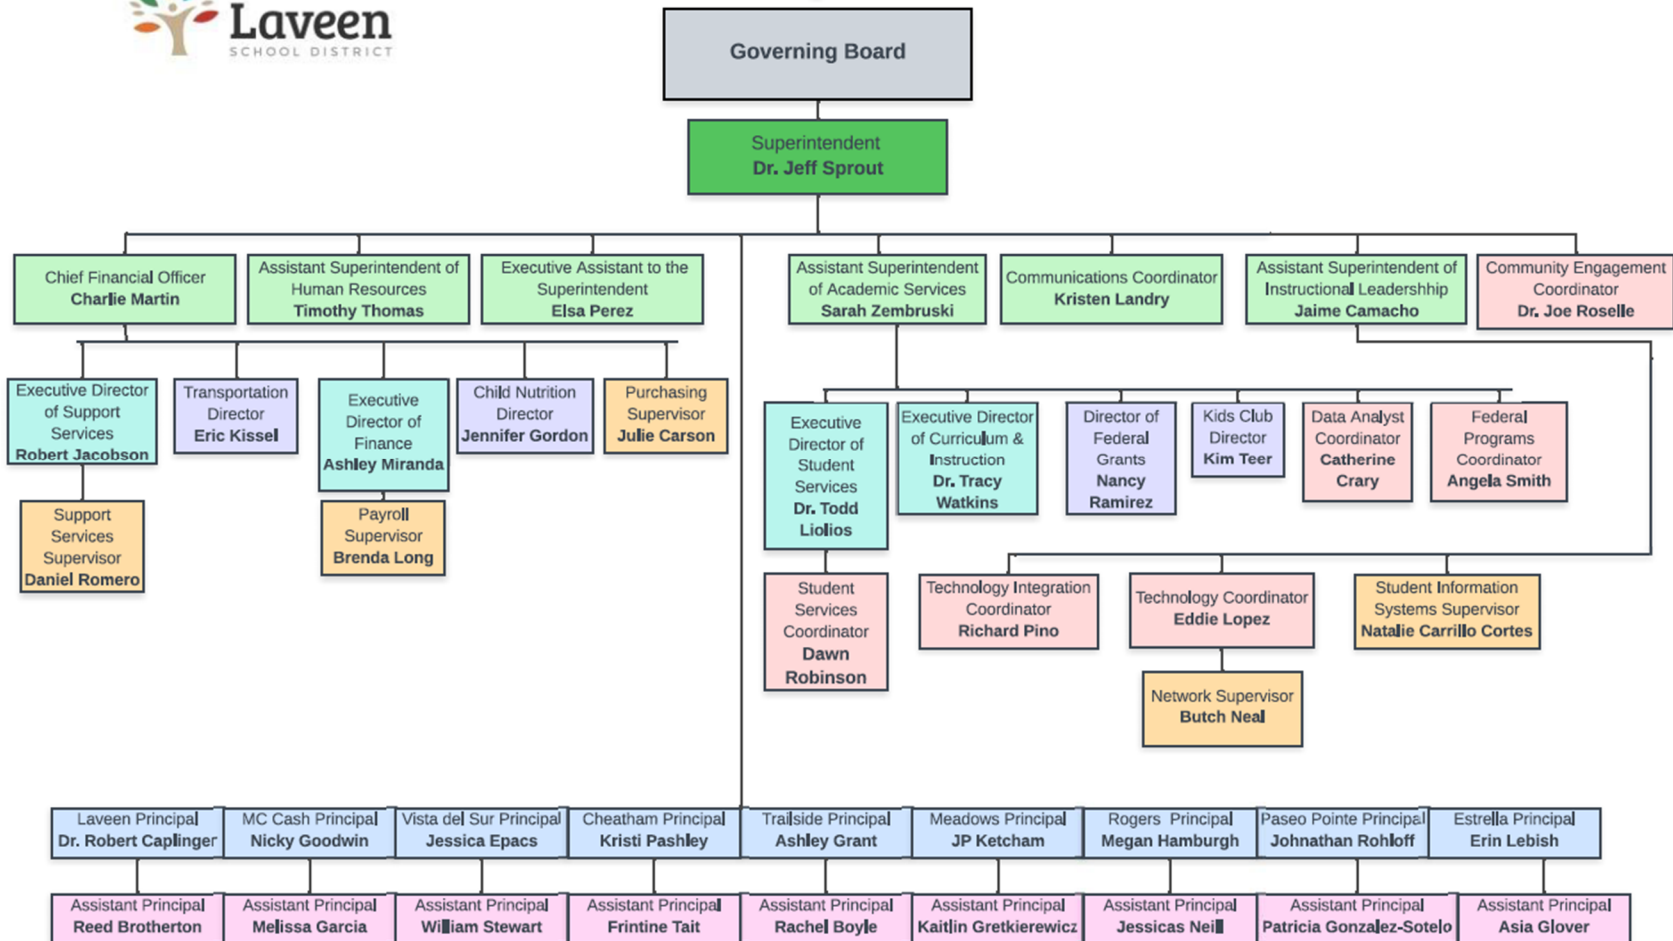 Laveen
SCHOOL DISTRICT
Governing Board
Superintendent
Dr. Jeff Sprout
Chief Financial Officer
Charlie Martin
Assistant Superintendent of
Human Resources
Timothy Thomas
Executive Assistant to the
Superintendent
Elsa Perez
Assistant Superintendent
of Academic Services
Sarah Zembruski
Communications Coordinator
Kristen Landry
Assistant Superintendent of
Instructional Leadershhip
Jaime Camacho
Community Engagement
Coordinator
Dr. Joe Roselle
Executive Director
of Support
Services
Robert Jacobson
Transportation
Director
Eric Kissel
Executive
Director of
Finance
Ashley Miranda
Child Nutrition
Director
Jennifer Gordon
Purchasing
Supervisor
Julie Carson
Executive
Director of
Student
Services
Dr. Todd
Liolios
Executive Director
of Curriculum &
Instruction
Dr. Tracy
Watkins
Director of
Federal
Grants
Nancy
Ramirez
Kids Club
Director
Kim Teer
Data Analyst
Coordinator
Catherine
Crary
Federal
Programs
Coordinator
Angela Smith
Support
Services
Supervisor
Daniel Romero
Payroll
Supervisor
Brenda Long
Student
Services
Coordinator
Dawn
Robinson
Technology Integration
Coordinator
Richard Pino
Technology Coordinator
Eddie Lopez
Student Information
Systems Supervisor
Natalie Carrillo Cortes
Network Supervisor
Butch Neal
Laveen Principal
Dr. Robert Caplinger
MC Cash Principal
Nicky Goodwin
Vista del Sur Principal
Jessica Epacs
Cheatham Principal
Kristi Pashley
Trailside Principal
Ashley Grant
Meadows Principal
JP Ketcham
Rogers Principal
Megan Hamburgh
Paseo Pointe Principal
Johnathan Rohloff
Estrella Principal
Erin Lebish
Assistant Principal
Reed Brotherton
Assistant Principal
Melissa Garcia
Assistant Principal
William Stewart
Assistant Principal
Frintine Tait
Assistant Principal
Rachel Boyle
Assistant Principal
Kaitlin Gretkierewicz
Assistant Principal
Jessicas Neil
Assistant Principal
Patricia Gonzalez-Sotelo
Assistant Principal
Asia Glover